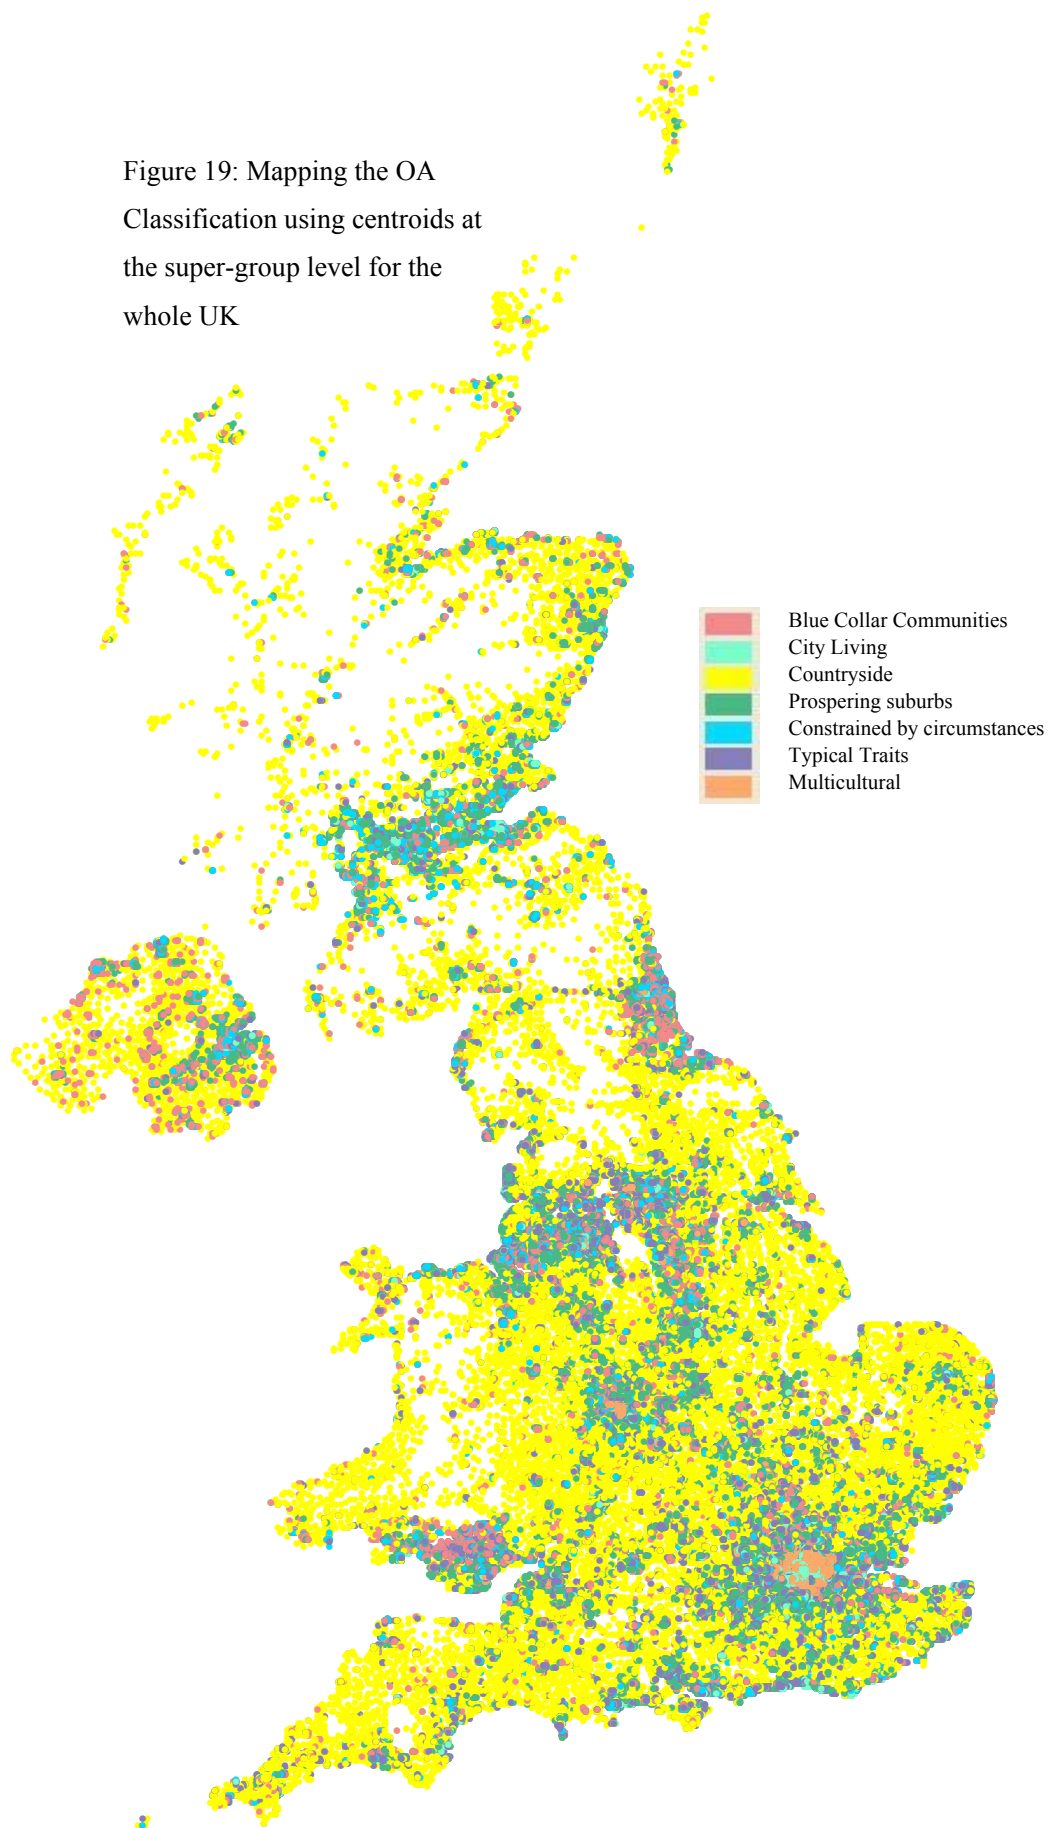 Figure 19: Mapping the OA
Classification using centroids at
the super-group level for the
whole UK
Blue Collar Communities
City Living
Countryside
Prospering suburbs
Constrained by circumstances
Typical Traits
Multicultural